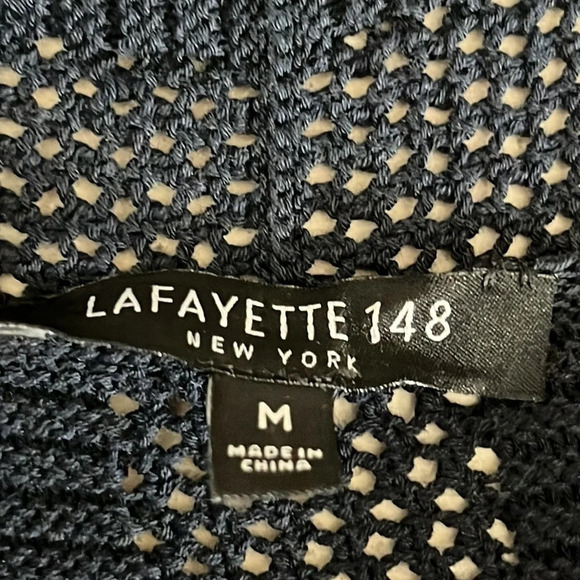 LAFAYETTE 148
NEW YORK
M
MADE IN
CHINA